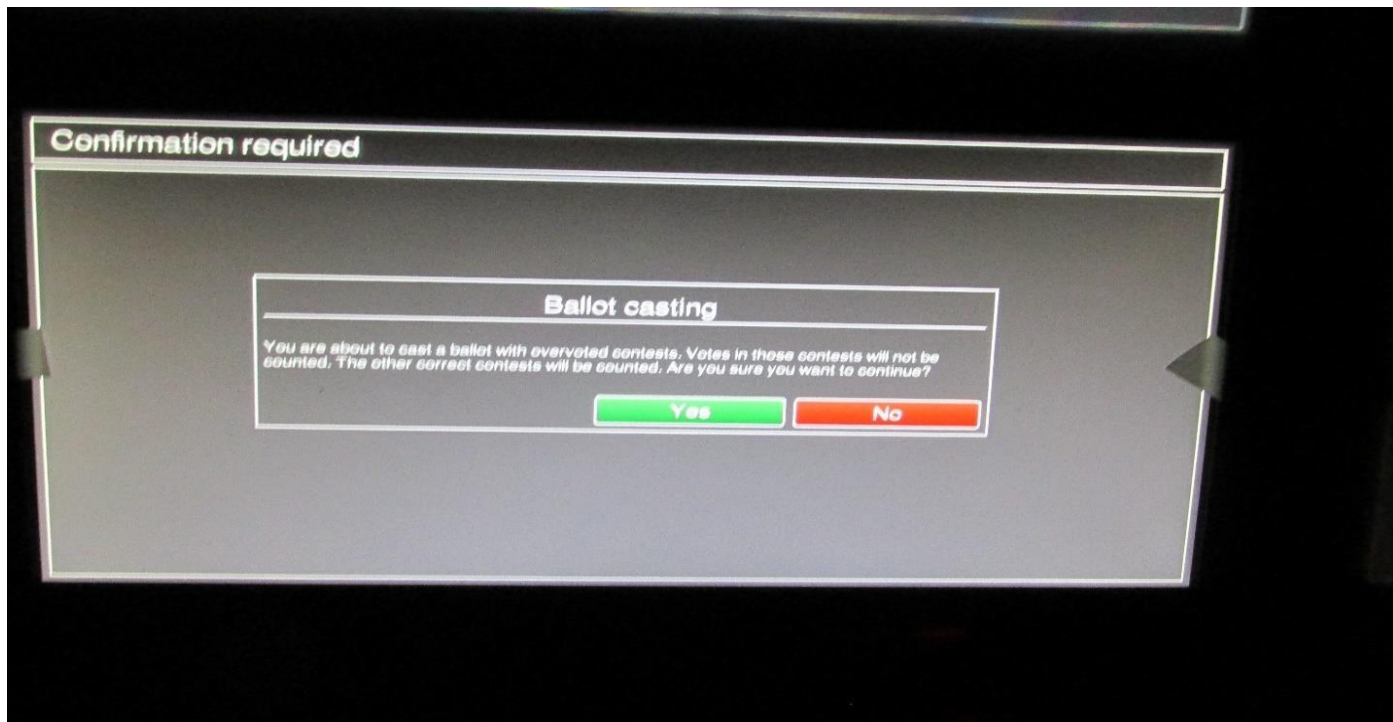 Confirmation required
Ballot casting
You are about to cast a ballot with overvoted contests. Votes in those contests will not be
counted. The other correct contests will be counted. Are you sure you want to continue?
Yes
No